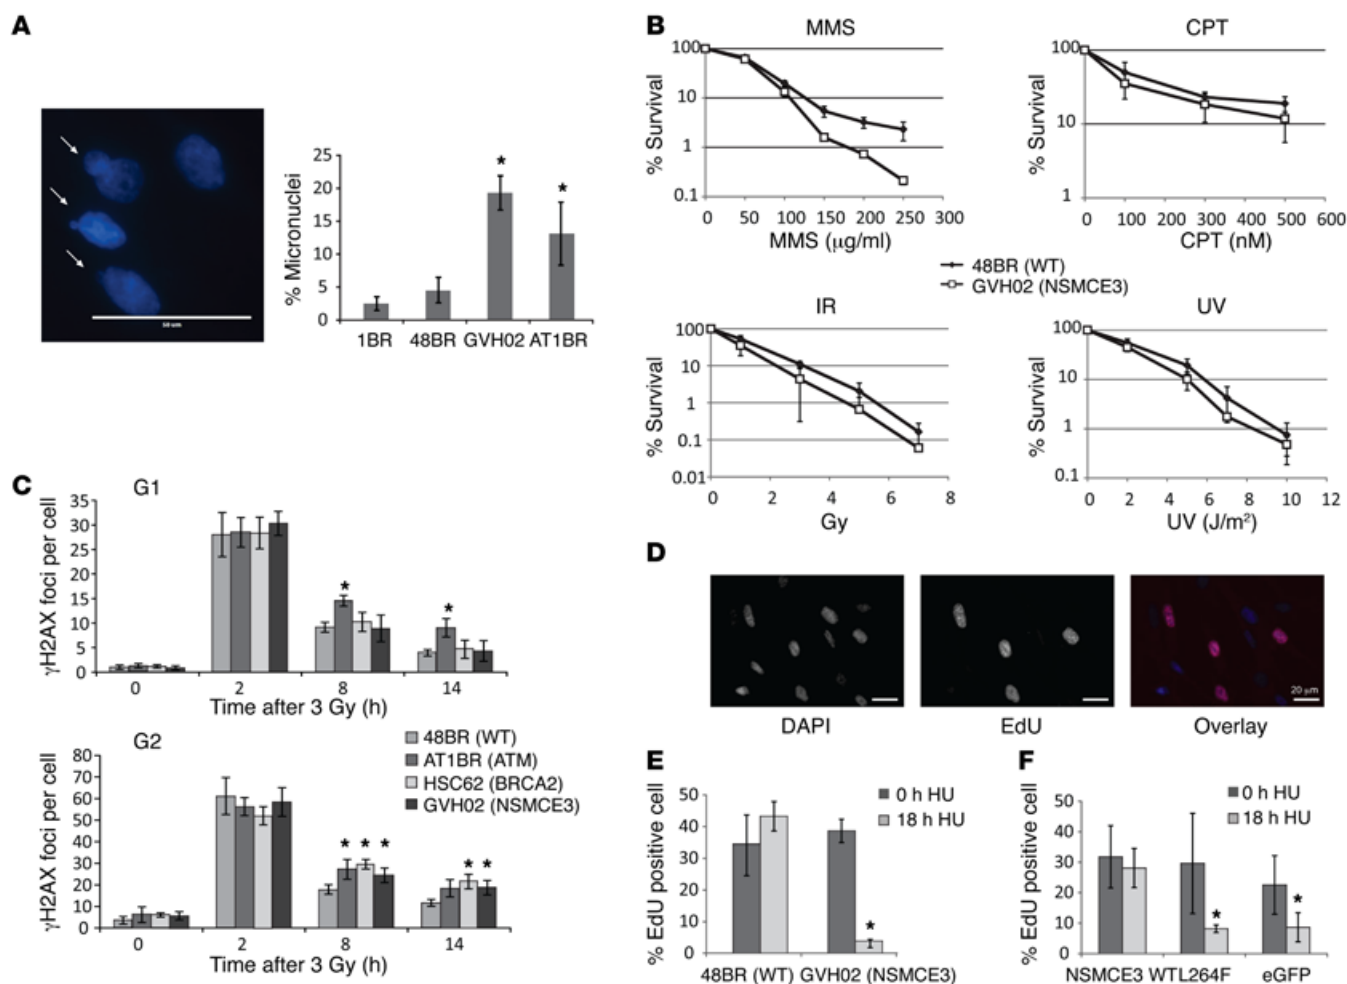 A
50 um
% Micronuclei
25
20
15
10
5
0
1BR 48BR GVH02 AT1BR
*
*
B
MMS
% Survival
100
10
1
0.1
0 50 100 150 200 250 300
MMS (µg/ml)
CPT
% Survival
100
10
1
0 100 200 300 400 500 600
CPT (nM)
48BR (WT)
GVH02 (NSMCE3)
IR
% Survival
100
10
1
0.1
0.01
0 2 4 6 8
Gy
UV
% Survival
100
10
1
0.1
0 2 4 6 8 10 12
UV (J/m²)
C
G1
γH2AX foci per cell
35
30
25
20
15
10
5
0
*
*
0 2 8 14
Time after 3 Gy (h)
G2
48BR (WT)
AT1BR (ATM)
HSC62 (BRCA2)
GVH02 (NSMCE3)
γH2AX foci per cell
80
70
60
50
40
30
20
10
0
* * *
* *
0 2 8 14
Time after 3 Gy (h)
D
20 µm
DAPI EdU Overlay
E
% EdU positive cell
50
40
30
20
10
0
0 h HU
18 h HU
*
48BR (WT) GVH02 (NSMCE3)
F
% EdU positive cell
50
40
30
20
10
0
0 h HU
18 h HU
*
*
NSMCE3 WTL264F eGFP